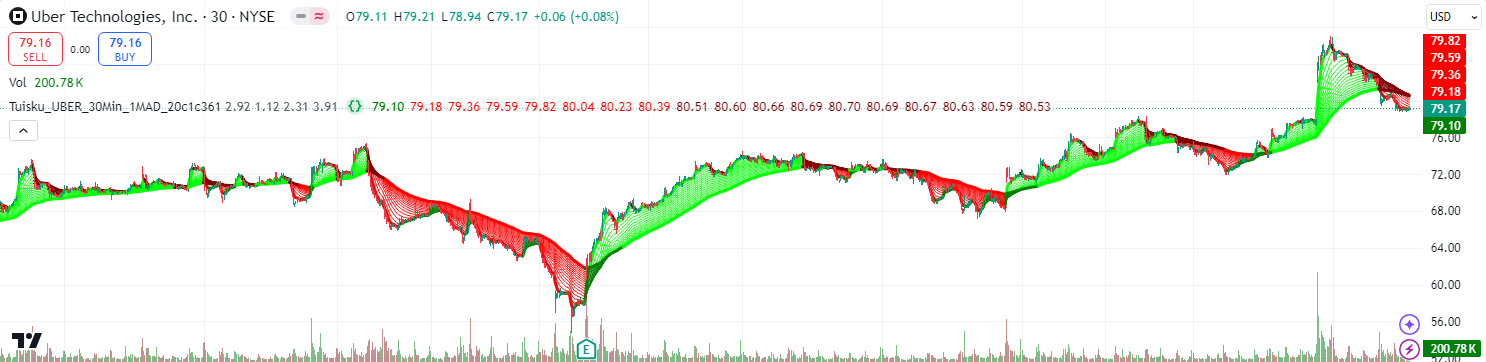 Uber Technologies, Inc. · 30 · NYSE O79.11 H79.21 L78.94 C79.17 +0.06 (+0.08%)
USD
79.16 SELL 0.00 79.16 BUY
Vol 200.78 K
Tuisku_UBER_30Min_1MAD_20c1c361 2.92 1.12 2.31 3.91 79.10 79.18 79.36 79.59 79.82 80.04 80.23 80.39 80.51 80.60 80.66 80.69 80.70 80.69 80.67 80.63 80.59 80.53
79.82
79.59
79.36
79.18
79.17
79.10
76.00
72.00
68.00
64.00
60.00
56.00
E
200.78 K